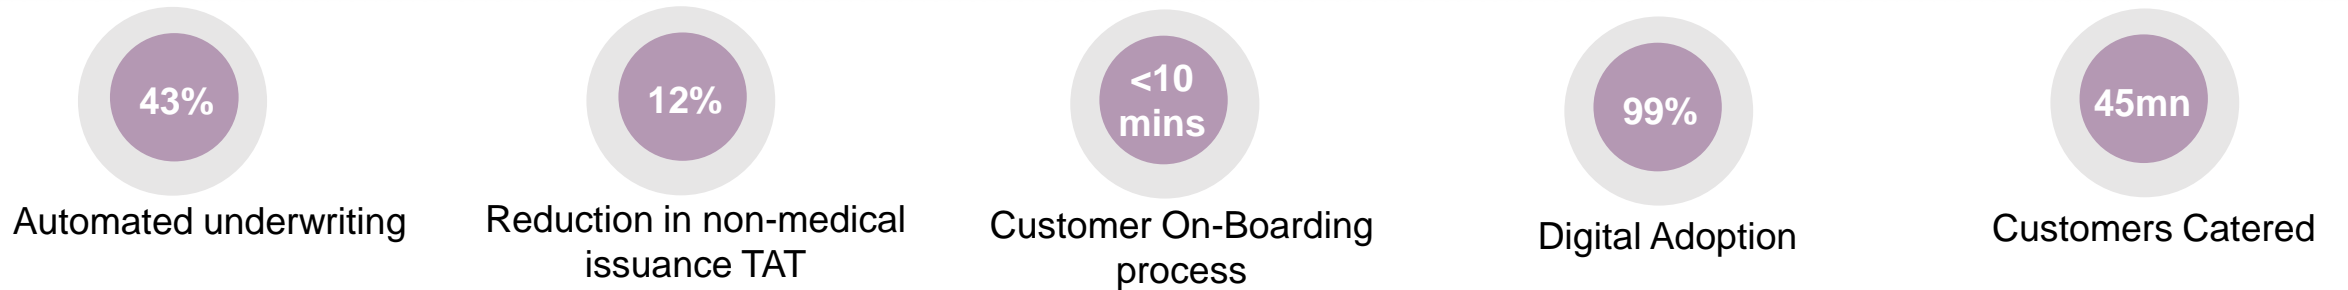 43%
Automated underwriting
12%
Reduction in non-medical
issuance TAT
<10
mins
Customer On-Boarding
process
99%
Digital Adoption
45mn
Customers Catered